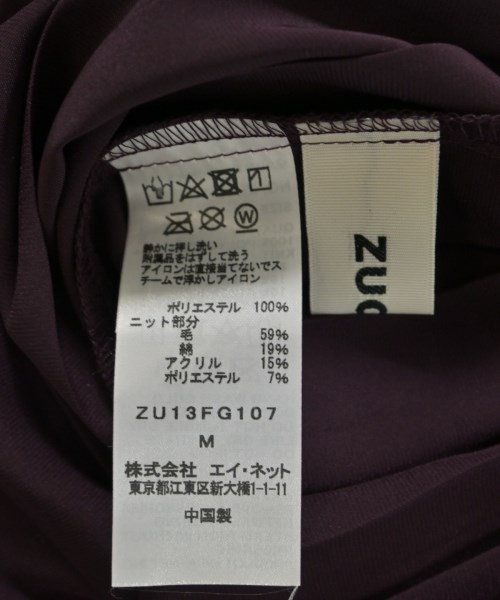 静かに押し洗い
附属品をはずして洗う
アイロンは直接当てないでス
チームで浮かしアイロン
ポリエステル 100%
ニット部分
毛 59%
綿 19%
アクリル 15%
ポリエステル 7%
ZU13FG107
M
株式会社 エイ・ネット
東京都江東区新大橋1-1-11
中国製
W